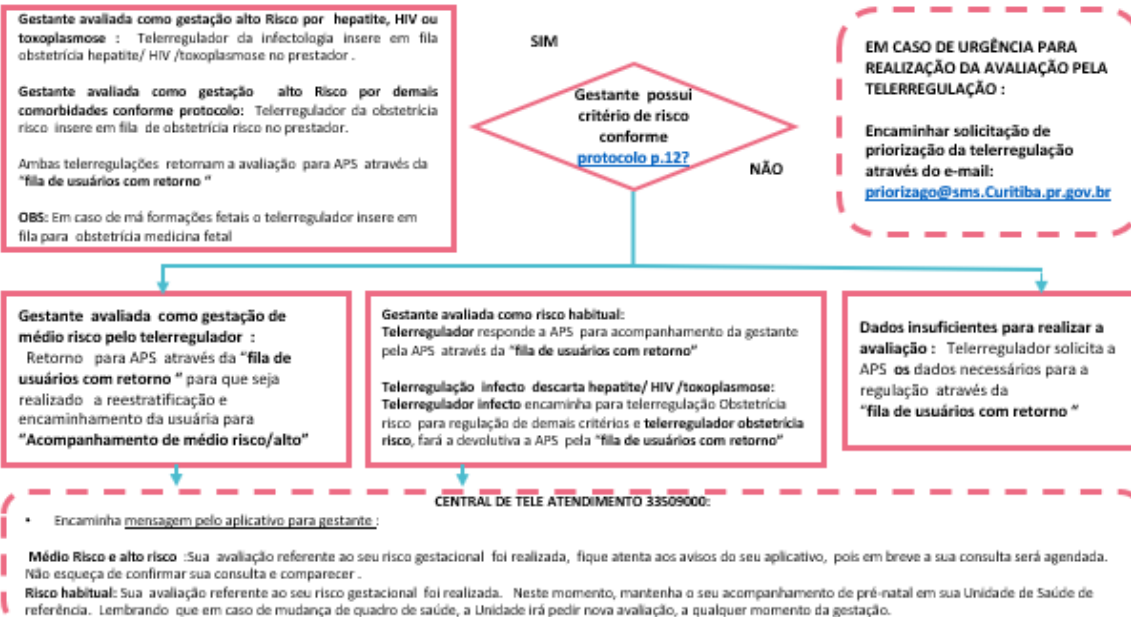 Gestante avaliada como gestação alto Risco por hepatite, HIV ou
toxoplasmose : Telerregulador da infectologia insere em fila
obstetrícia hepatite/ HIV /toxoplasmose no prestador .
Gestante avaliada como gestação alto Risco por demais
comorbidades conforme protocolo: Telerregulador da obstetrícia
risco insere em fila de obstetrícia risco no prestador.
Ambas telerregulações retornam a avaliação para APS através da
“fila de usuários com retorno ”
OBS: Em caso de má formações fetais o telerregulador insere em
fila para obstetrícia medicina fetal
SIM
Gestante possui
critério de risco
conforme
protocolo p.12?
NÃO
EM CASO DE URGÊNCIA PARA
REALIZAÇÃO DA AVALIAÇÃO PELA
TELERREGULAÇÃO :
Encaminhar solicitação de
priorização da telerregulação
através do e-mail:
priorizago@sms.Curitiba.pr.gov.br
Gestante avaliada como gestação de
médio risco pelo telerregulador :
Retorno para APS através da “fila de
usuários com retorno ” para que seja
realizado a reestratificação e
encaminhamento da usuária para
“Acompanhamento de médio risco/alto”
Gestante avaliada como risco habitual:
Telerregulador responde a APS para acompanhamento da gestante
pela APS através da “fila de usuários com retorno”
Telerregulação infecto descarta hepatite/ HIV /toxoplasmose:
Telerregulador infecto encaminha para telerregulação Obstetrícia
risco para regulação de demais critérios e telerregulador obstetrícia
risco, fará a devolutiva a APS pela “fila de usuários com retorno”
Dados insuficientes para realizar a
avaliação : Telerregulador solicita a
APS os dados necessários para a
regulação através da
“fila de usuários com retorno ”
CENTRAL DE TELE ATENDIMENTO 33509000:
• Encaminha mensagem pelo aplicativo para gestante :
Médio Risco e alto risco :Sua avaliação referente ao seu risco gestacional foi realizada, fique atenta aos avisos do seu aplicativo, pois em breve a sua consulta será agendada.
Não esqueça de confirmar sua consulta e comparecer .
Risco habitual: Sua avaliação referente ao seu risco gestacional foi realizada. Neste momento, mantenha o seu acompanhamento de pré-natal em sua Unidade de Saúde de
referência. Lembrando que em caso de mudança de quadro de saúde, a Unidade irá pedir nova avaliação, a qualquer momento da gestação.